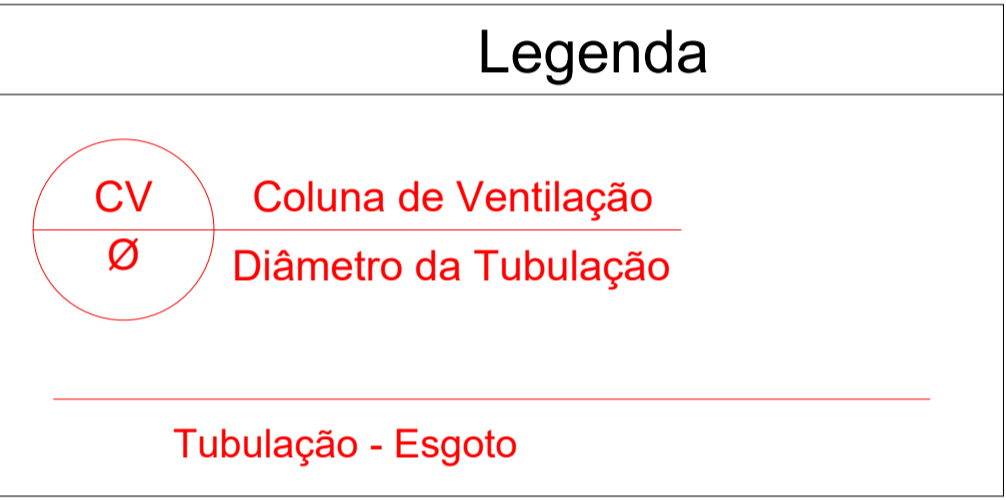 Legenda
CV Coluna de Ventilação
Ø Diâmetro da Tubulação
Tubulação - Esgoto